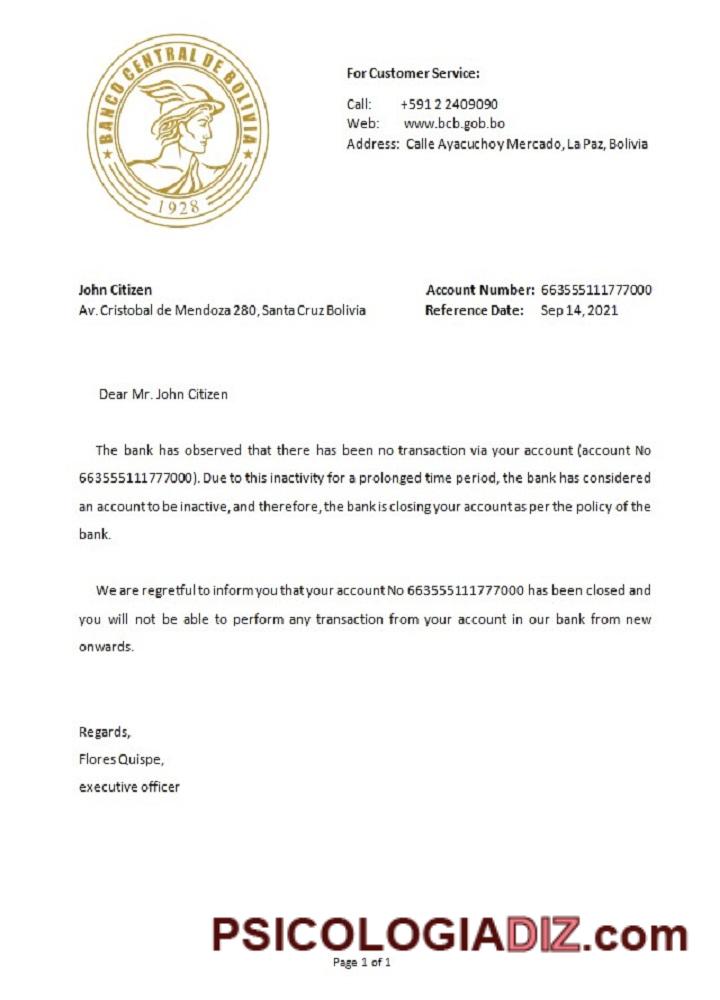 BANCO CENTRAL DE BOLIVIA
1928
For Customer Service:
Call: +591 2 2409090
Web: www.bcb.gob.bo
Address: Calle Ayacucho y Mercado, La Paz, Bolivia
John Citizen
Av. Cristobal de Mendoza 280, Santa Cruz Bolivia
Account Number: 663555111777000
Reference Date: Sep 14, 2021
Dear Mr. John Citizen
The bank has observed that there has been no transaction via your account (account No
663555111777000). Due to this inactivity for a prolonged time period, the bank has considered
an account to be inactive, and therefore, the bank is closing your account as per the policy of the
bank.
We are regretful to inform you that your account No 663555111777000 has been closed and
you will not be able to perform any transaction from your account in our bank from new
onwards.
Regards,
Flores Quispe,
executive officer
PSICOLOGIADIZ.com
Page 1 of 1